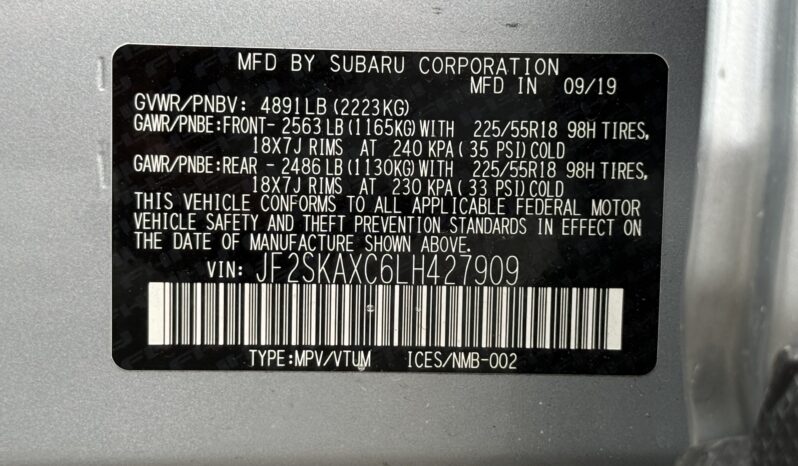 MFD BY SUBARU CORPORATION
MFD IN 09/19
GVWR/PNBV: 4891LB(2223KG)
GAWR/PNBE:FRONT-2563LB(1165KG)WITH 225/55R18 98H TIRES,
18X7J RIMS AT 240 KPA(35 PSI)COLD
GAWR/PNBE:REAR -2486LB(1130KG)WITH 225/55R18 98H TIRES,
18X7J RIMS AT 230 KPA(33 PSI)COLD
THIS VEHICLE CONFORMS TO ALL APPLICABLE FEDERAL MOTOR
VEHICLE SAFETY AND THEFT PREVENTION STANDARDS IN EFFECT ON
THE DATE OF MANUFACTURE SHOWN ABOVE.
VIN: JF2SKAXC6LH427909
TYPE:MPV/VTUM ICES/NMB-002